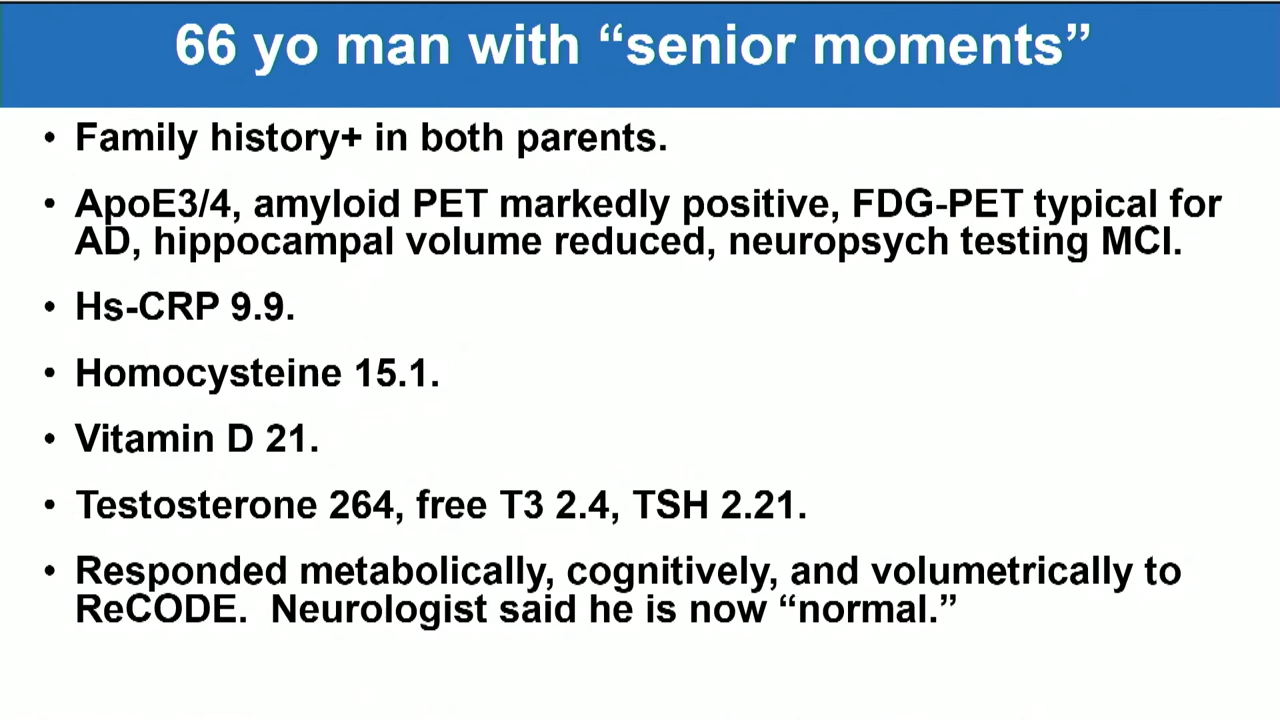 66 yo man with “senior moments”
• Family history+ in both parents.
• ApoE3/4, amyloid PET markedly positive, FDG-PET typical for
AD, hippocampal volume reduced, neuropsych testing MCI.
• Hs-CRP 9.9.
• Homocysteine 15.1.
• Vitamin D 21.
• Testosterone 264, free T3 2.4, TSH 2.21.
• Responded metabolically, cognitively, and volumetrically to
ReCODE.  Neurologist said he is now “normal.”